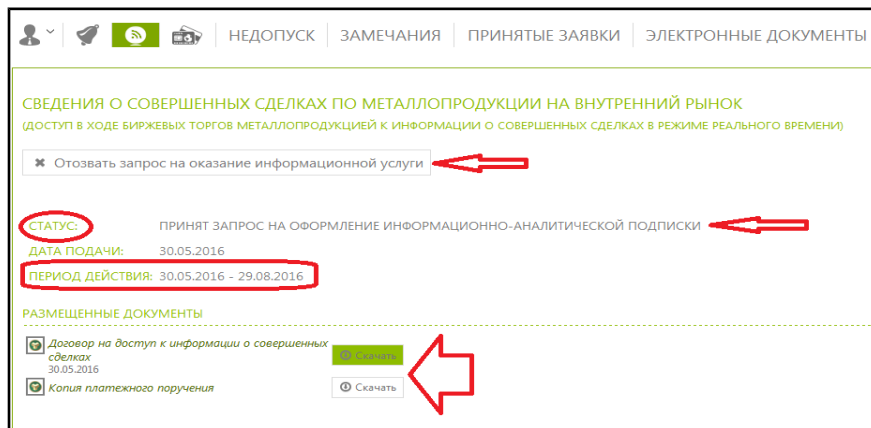 НЕДОПУСК ЗАМЕЧАНИЯ ПРИНЯТЫЕ ЗАЯВКИ ЭЛЕКТРОННЫЕ ДОКУМЕНТЫ
СВЕДЕНИЯ О СОВЕРШЕННЫХ СДЕЛКАХ ПО МЕТАЛЛОПРОДУКЦИИ НА ВНУТРЕННИЙ РЫНОК
(ДОСТУП В ХОДЕ БИРЖЕВЫХ ТОРГОВ МЕТАЛЛОПРОДУКЦИЕЙ К ИНФОРМАЦИИ О СОВЕРШЕННЫХ СДЕЛКАХ В РЕЖИМЕ РЕАЛЬНОГО ВРЕМЕНИ)
Отозвать запрос на оказание информационной услуги
СТАТУС: ПРИНЯТ ЗАПРОС НА ОФОРМЛЕНИЕ ИНФОРМАЦИОННО-АНАЛИТИЧЕСКОЙ ПОДПИСКИ
ДАТА ПОДАЧИ: 30.05.2016
ПЕРИОД ДЕЙСТВИЯ: 30.05.2016 - 29.08.2016
РАЗМЕЩЕННЫЕ ДОКУМЕНТЫ
Договор на доступ к информации о совершенных
сделках Скачать
30.05.2016
Копия платежного поручения Скачать